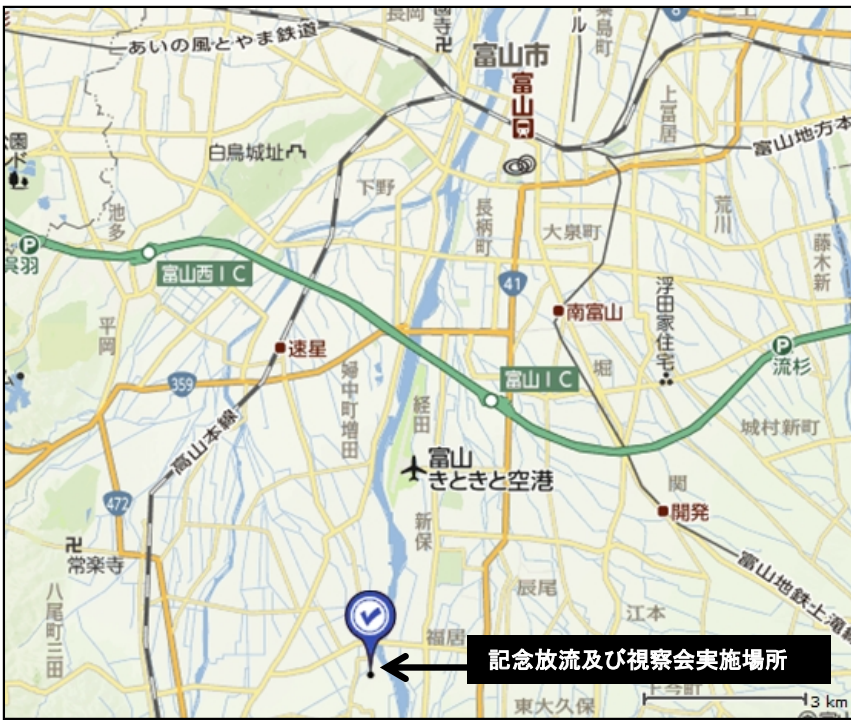 長岡
あいの風とやま鉄道
富山市
富山
上冨居
白鳥城址
富山地方本
下野
池多
長柄町
荒川
大泉町
藤木新
呉羽
富山西IC
41
浮田家住宅
平岡
南富山
速星
流杉
堀
富山IC
359
婦中町増田
経田
城村新町
高山本線
富山
きときと空港
472
関
開発
新保
常楽寺
富山地鉄上滝線
八尾町三田
辰尾
江本
福居
記念放流及び視察会実施場所
上今町
東大久保
3 km